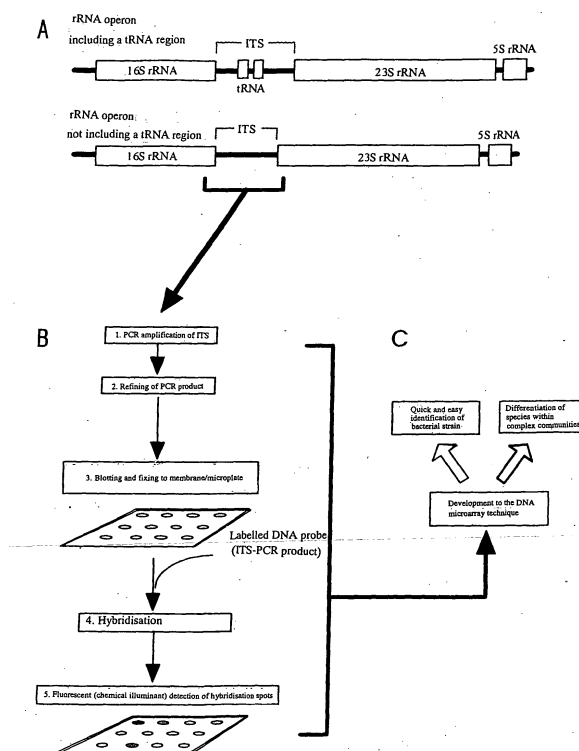 A
rRNA operon
including a tRNA region
ITS
5S rRNA
16S rRNA
23S rRNA
tRNA
rRNA operon
not including a tRNA region
ITS
5S rRNA
16S rRNA
23S rRNA
B
C
1. PCR amplification of ITS
2. Refining of PCR product
3. Blotting and fixing to membrane/microplate
Labelled DNA probe
(ITS-PCR product)
4. Hybridisation
5. Fluorescent (chemical illuminant) detection of hybridisation spots
Quick and easy
identification of
bacterial strain
Differentiation of
species within
complex communities
Development to the DNA
microarray technique